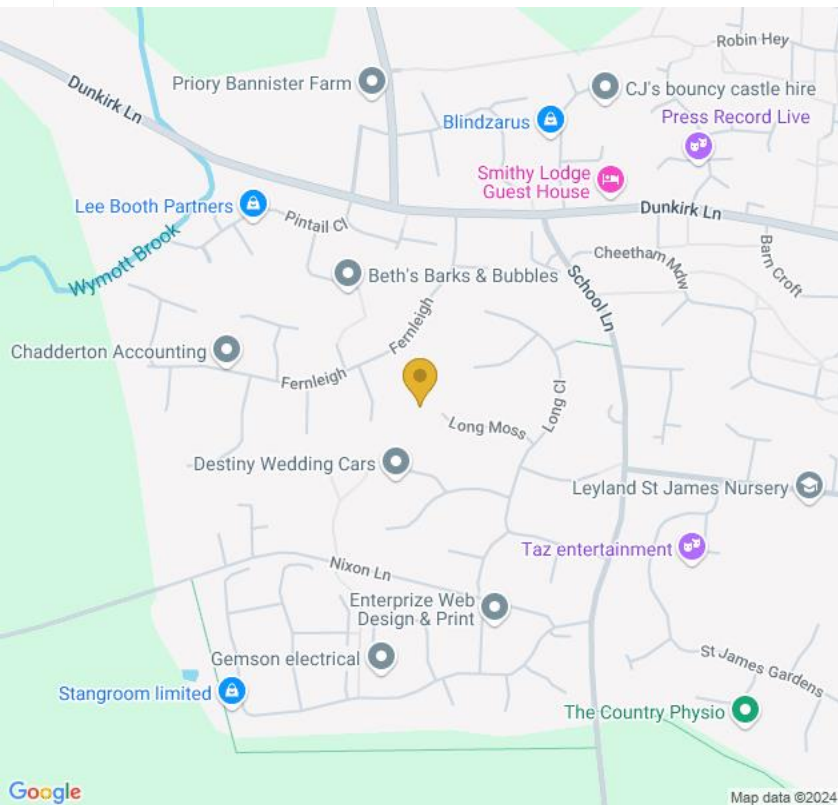 Robin Hey
Dunkirk Ln
Priory Bannister Farm
CJ's bouncy castle hire
Blindzarus
Press Record Live
Smithy Lodge
Guest House
Lee Booth Partners
Pintail Cl
Dunkirk Ln
Wymott Brook
Cheetham Mdw
Barn Croft
Beth's Barks & Bubbles
School Ln
Fernleigh
Chadderton Accounting
Fernleigh
Long Cl
Long Moss
Destiny Wedding Cars
Leyland St James Nursery
Taz entertainment
Nixon Ln
Enterprize Web
Design & Print
Gemson electrical
St James Gardens
Stangroom limited
The Country Physio
Google
Map data ©2024